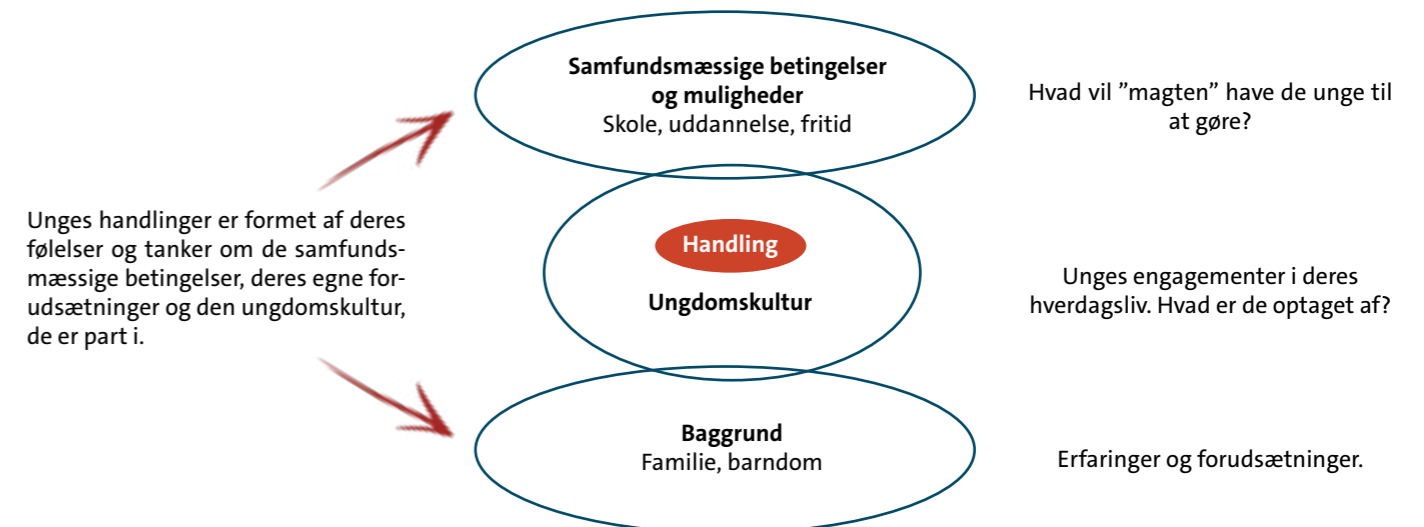 Samfundsmæssige betingelser
og muligheder
Skole, uddannelse, fritid
Hvad vil ”magten” have de unge til
at gøre?
Unges handlinger er formet af deres
følelser og tanker om de samfunds-
mæssige betingelser, deres egne for-
udsætninger og den ungdomskultur,
de er part i.
Handling
Ungdomskultur
Unges engagementer i deres
hverdagsliv. Hvad er de optaget af?
Baggrund
Familie, barndom
Erfaringer og forudsætninger.